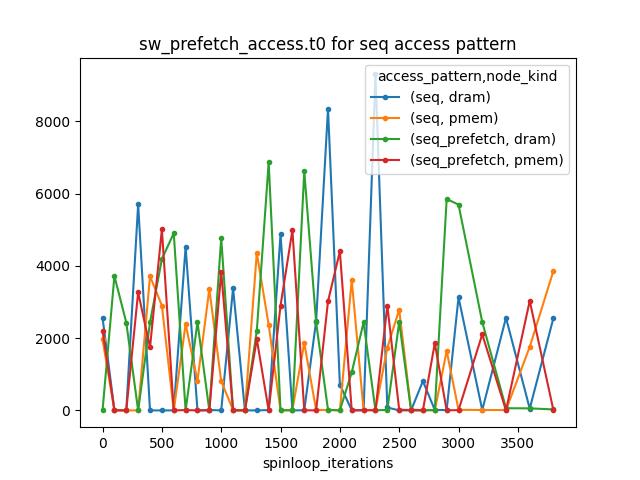 sw_prefetch_access.t0 for seq access pattern
access_pattern,node_kind
(seq, dram)
(seq, pmem)
(seq_prefetch, dram)
(seq_prefetch, pmem)
8000
6000
4000
2000
0
0 500 1000 1500 2000 2500 3000 3500
spinloop_iterations